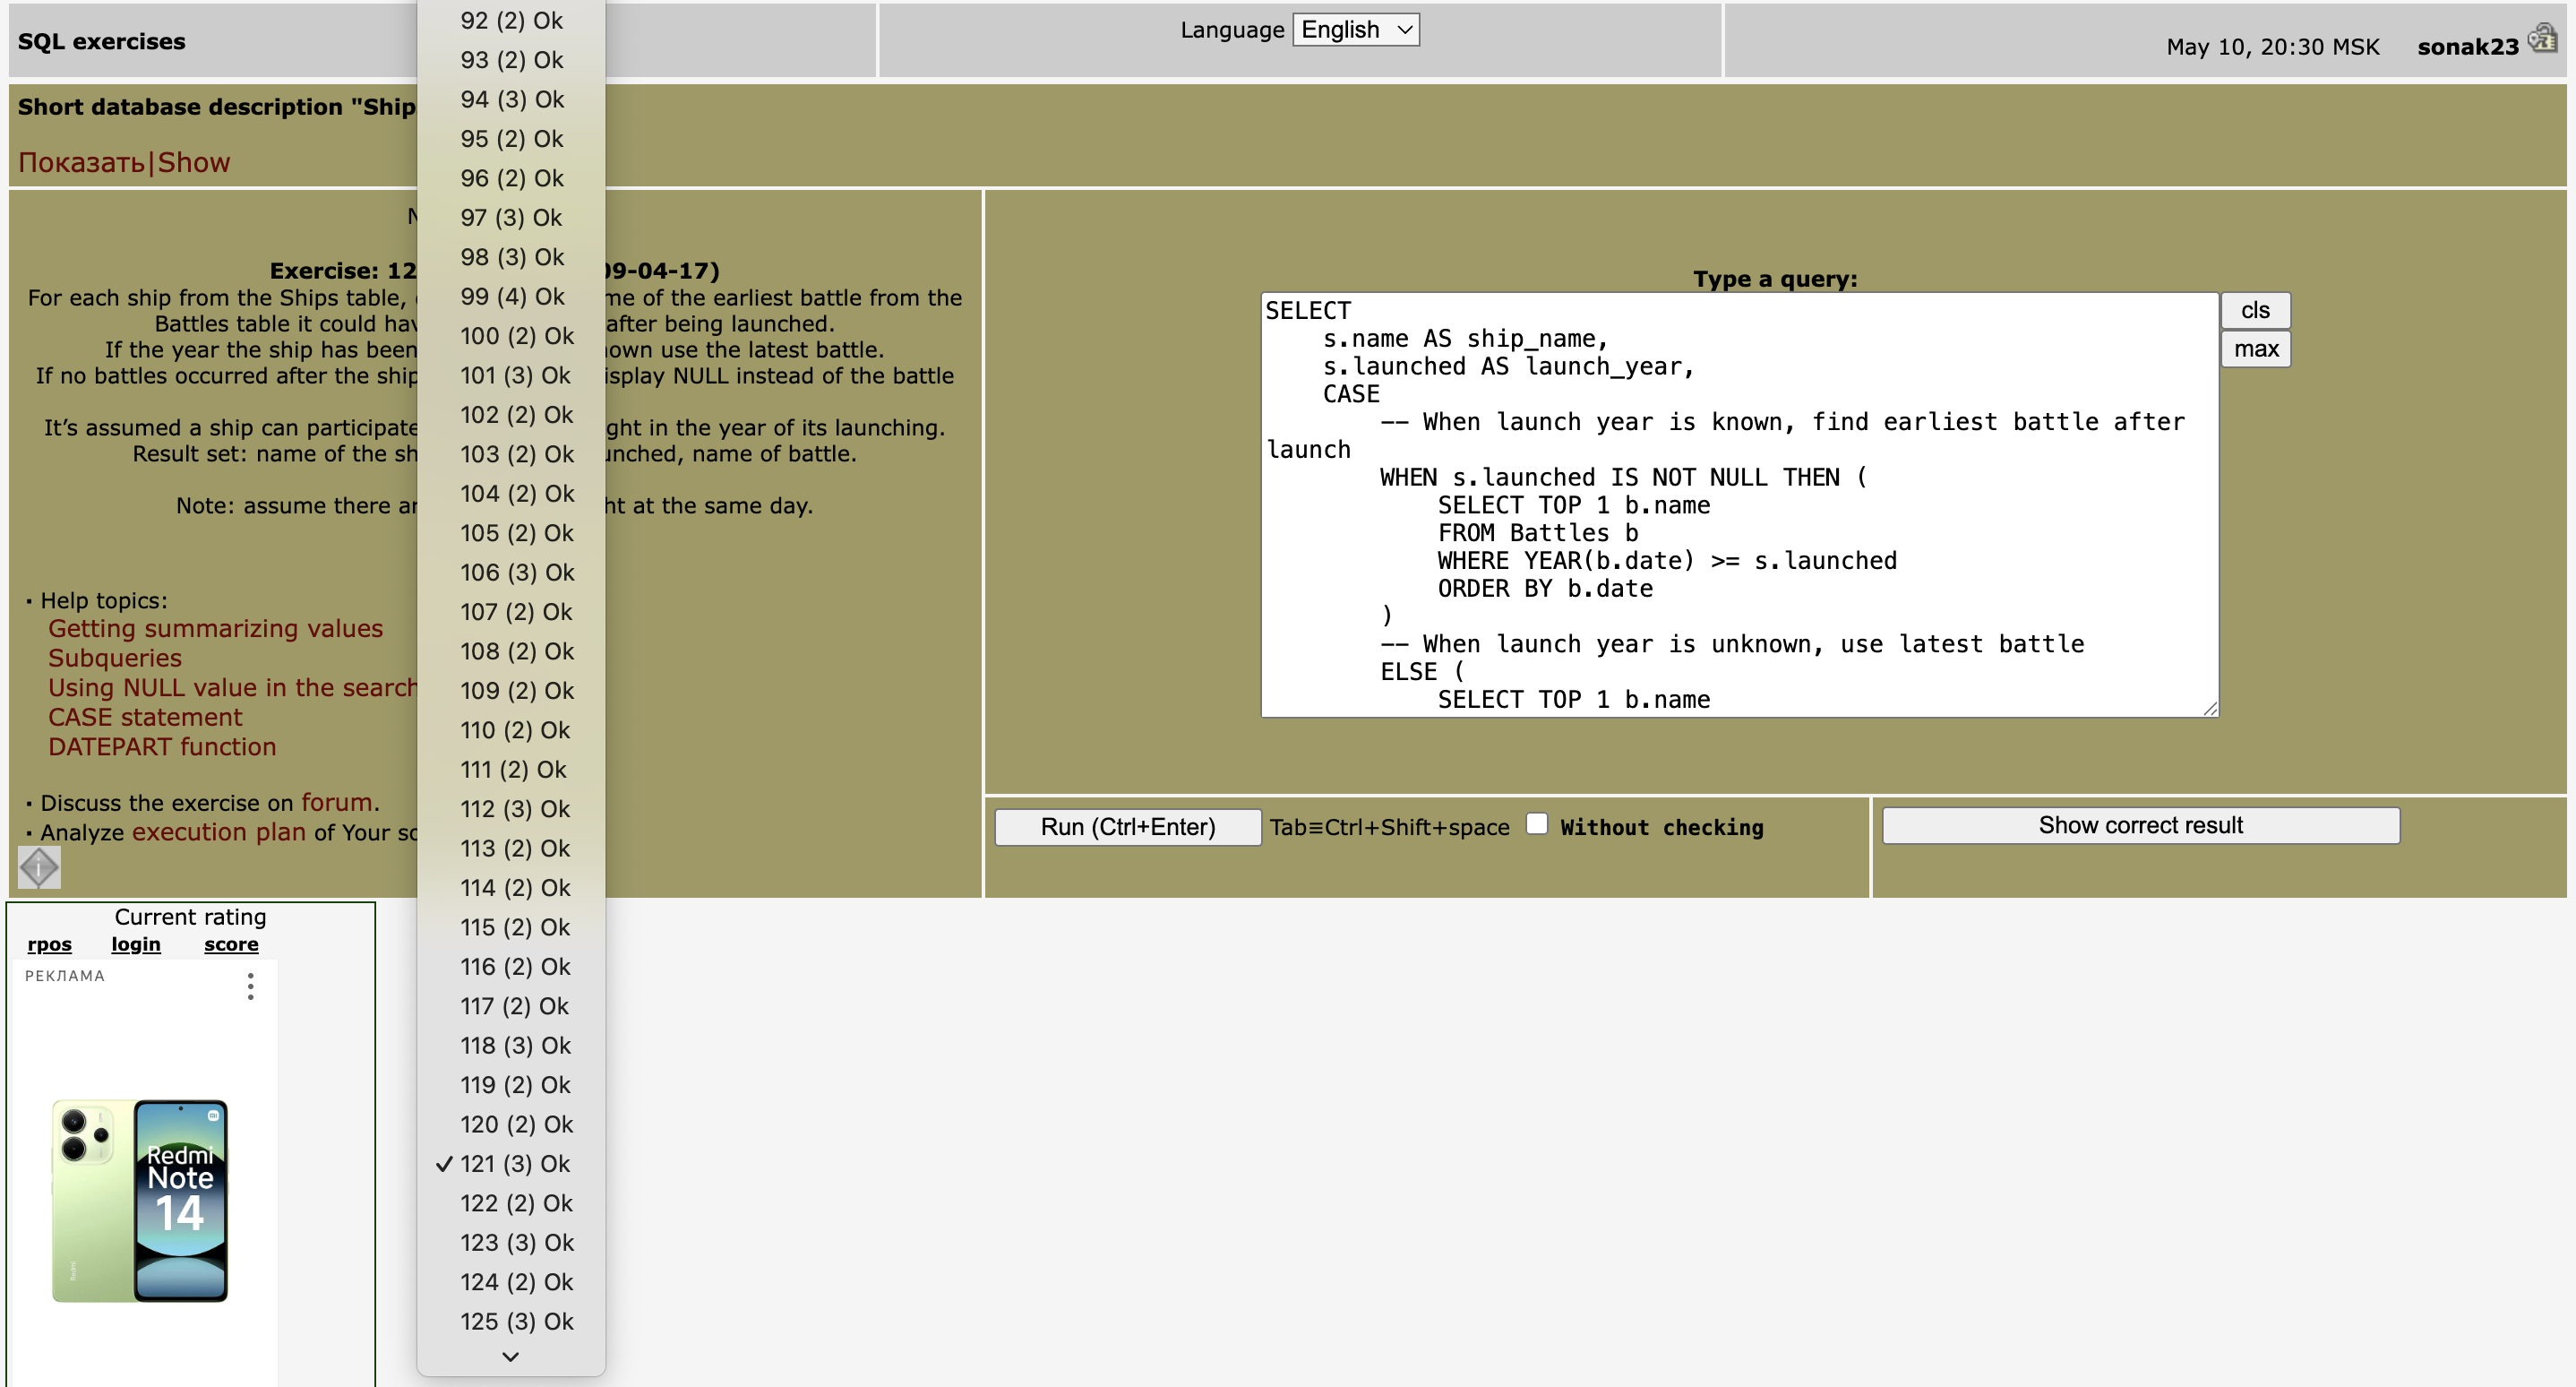 SQL exercises
Language English
May 10, 20:30 MSK sonak23
Short database description "Ship
Показать|Show
Exercise: 12
09-04-17)
For each ship from the Ships table,
me of the earliest battle from the
Battles table it could hav
after being launched.
If the year the ship has been
own use the latest battle.
If no battles occurred after the ship
isplay NULL instead of the battle
It’s assumed a ship can participate
ght in the year of its launching.
Result set: name of the sh
unched, name of battle.
Note: assume there ar
ht at the same day.
· Help topics:
Getting summarizing values
Subqueries
Using NULL value in the search
CASE statement
DATEPART function
· Discuss the exercise on forum.
· Analyze execution plan of Your so
92 (2) Ok
93 (2) Ok
94 (3) Ok
95 (2) Ok
96 (2) Ok
97 (3) Ok
98 (3) Ok
99 (4) Ok
100 (2) Ok
101 (3) Ok
102 (2) Ok
103 (2) Ok
104 (2) Ok
105 (2) Ok
106 (3) Ok
107 (2) Ok
108 (2) Ok
109 (2) Ok
110 (2) Ok
111 (2) Ok
112 (3) Ok
113 (2) Ok
114 (2) Ok
115 (2) Ok
116 (2) Ok
117 (2) Ok
118 (3) Ok
119 (2) Ok
120 (2) Ok
✓ 121 (3) Ok
122 (2) Ok
123 (3) Ok
124 (2) Ok
125 (3) Ok
Type a query:
SELECT
s.name AS ship_name,
s.launched AS launch_year,
CASE
-- When launch year is known, find earliest battle after
launch
WHEN s.launched IS NOT NULL THEN (
SELECT TOP 1 b.name
FROM Battles b
WHERE YEAR(b.date) >= s.launched
ORDER BY b.date
)
-- When launch year is unknown, use latest battle
ELSE (
SELECT TOP 1 b.name
cls
max
Run (Ctrl+Enter) Tab≡Ctrl+Shift+space Without checking
Show correct result
Current rating
rpos login score
РЕКЛАМА
Redmi
Note
14